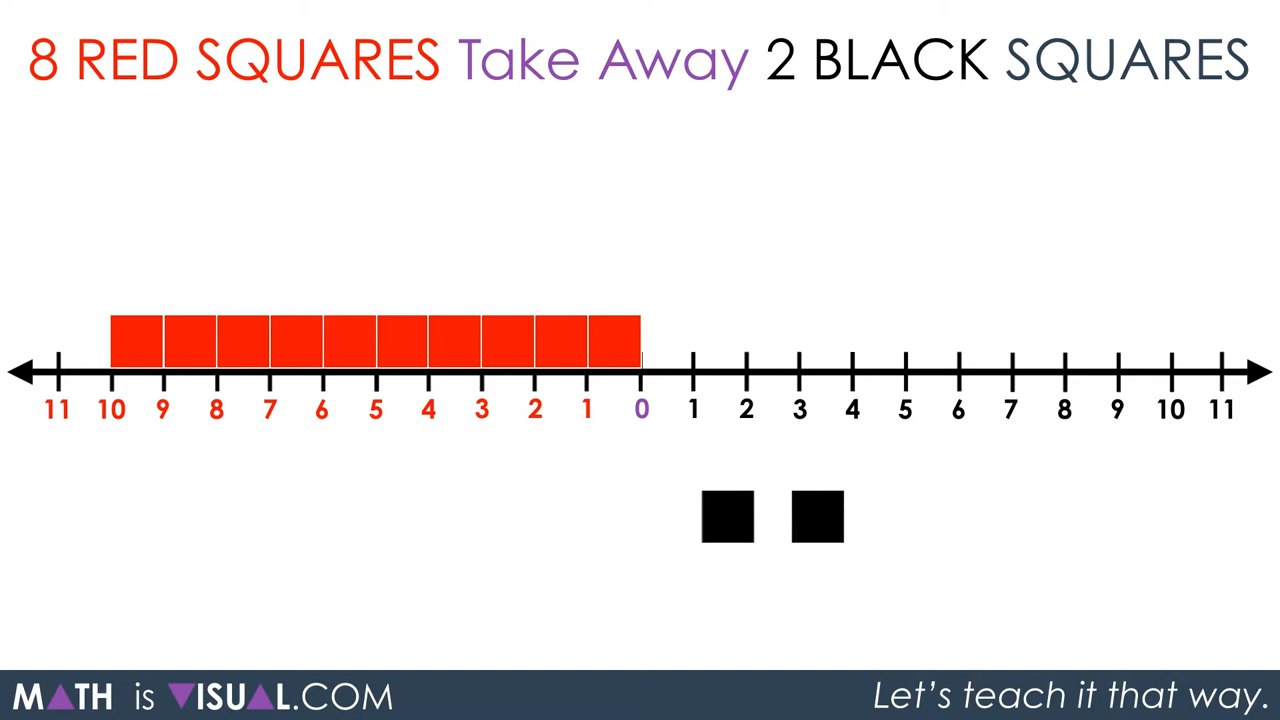 8 RED SQUARES Take Away 2 BLACK SQUARES
11 10 9 8 7 6 5 4 3 2 1 0 1 2 3 4 5 6 7 8 9 10 11
MATH is VISUAL.COM
Let's teach it that way.